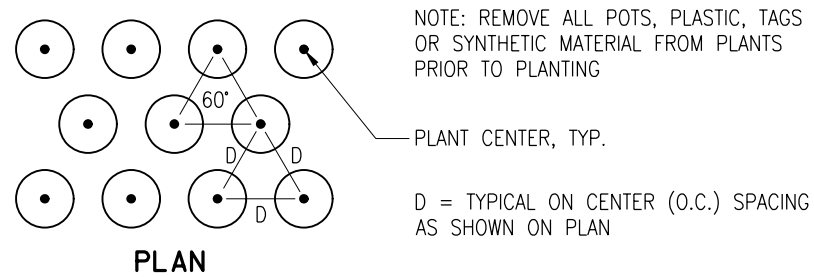 NOTE: REMOVE ALL POTS, PLASTIC, TAGS
OR SYNTHETIC MATERIAL FROM PLANTS
PRIOR TO PLANTING
60°
PLANT CENTER, TYP.
D
D
D
D = TYPICAL ON CENTER (O.C.) SPACING
AS SHOWN ON PLAN
PLAN